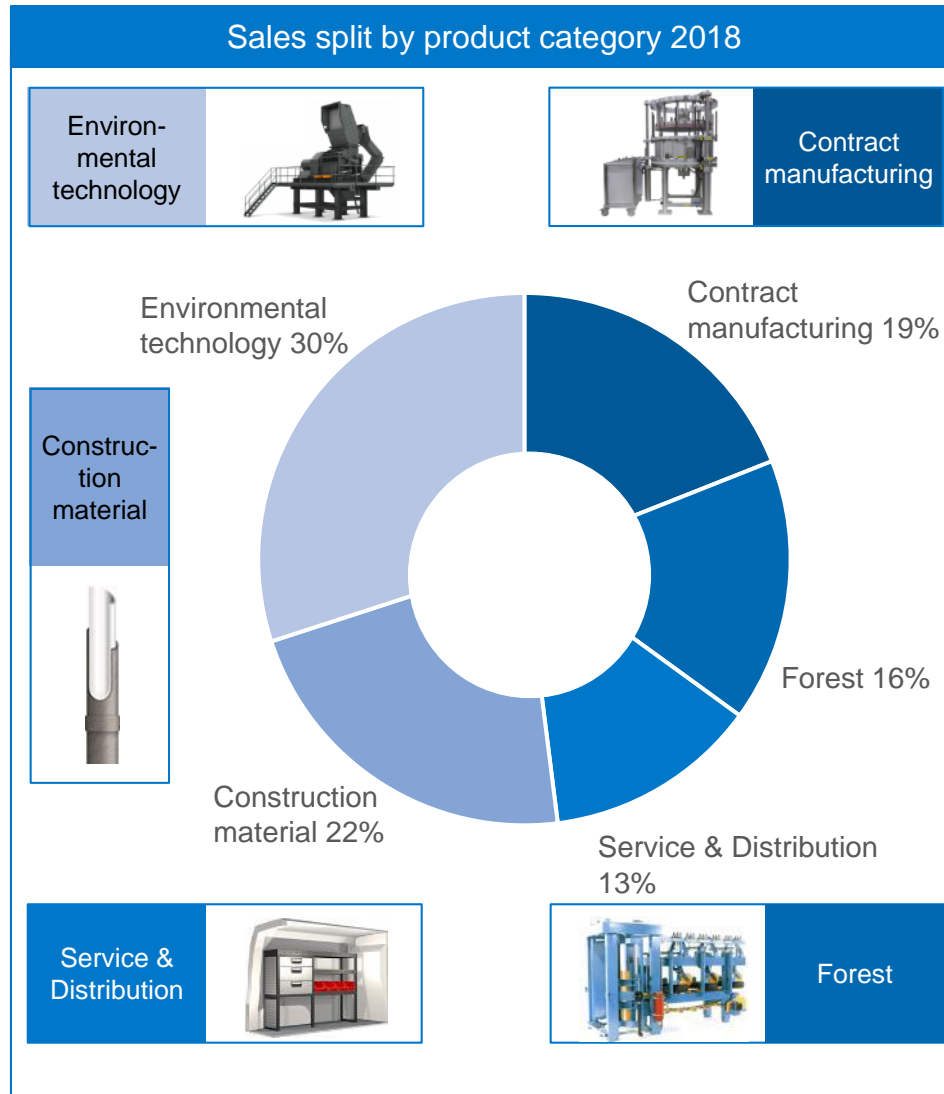 Sales split by product category 2018
Environ-
mental
technology
Contract
manufacturing
Environmental
technology 30%
Contract
manufacturing 19%
Construc-
tion
material
Forest 16%
Construction
material 22%
Service & Distribution
13%
Service &
Distribution
Forest